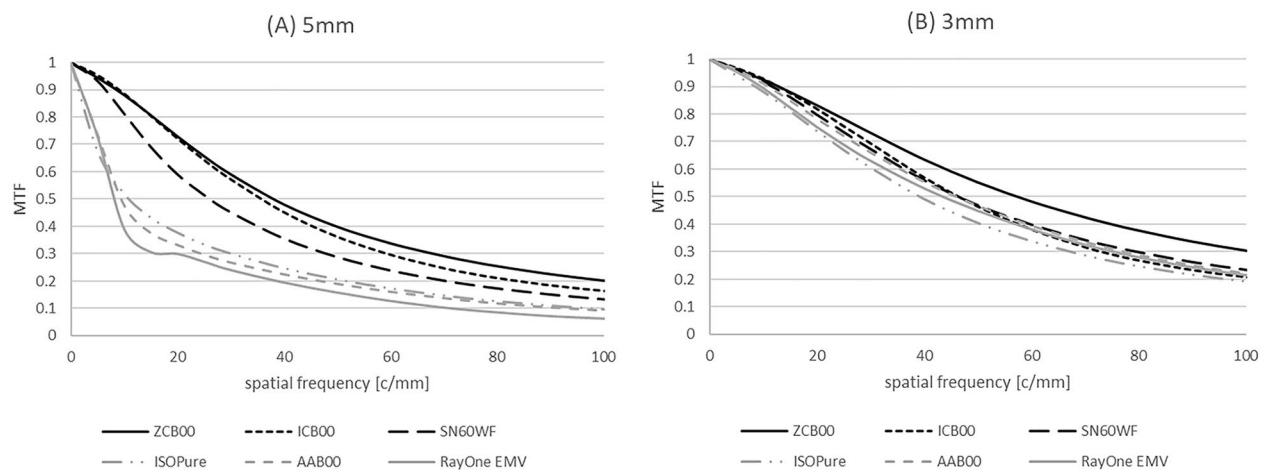 (A) 5mm
1
0.9
0.8
0.7
0.6
0.5
0.4
0.3
0.2
0.1
0
MTF
0 20 40 60 80 100
spatial frequency [c/mm]
ZCB00 ICB00 SN60WF
ISOPure AAB00 RayOne EMV
(B) 3mm
1
0.9
0.8
0.7
0.6
0.5
0.4
0.3
0.2
0.1
0
MTF
0 20 40 60 80 100
spatial frequency [c/mm]
ZCB00 ICB00 SN60WF
ISOPure AAB00 RayOne EMV